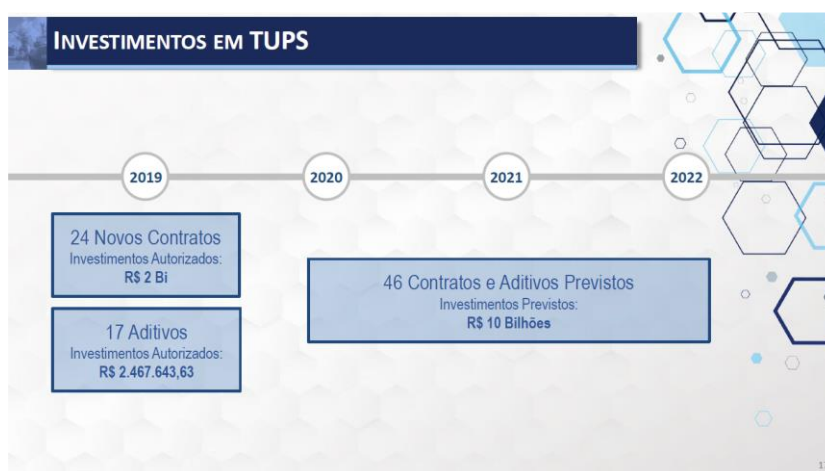 INVESTIMENTOS EM TUPS
2019
2020
2021
2022
24 Novos Contratos
Investimentos Autorizados:
R$ 2 Bi
17 Aditivos
Investimentos Autorizados:
R$ 2.467.643,63
46 Contratos e Aditivos Previstos
Investimentos Previstos:
R$ 10 Bilhões